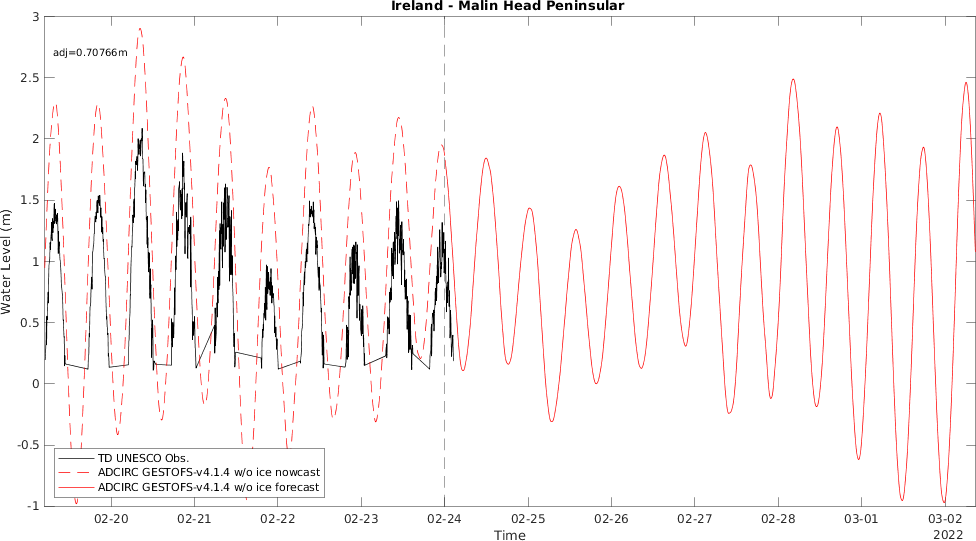 Ireland - Malin Head Peninsular
adj=0.70766m
3
2.5
2
1.5
1
0.5
0
-0.5
-1
Water Level (m)
TD UNESCO Obs.
ADCIRC GESTOFS-v4.1.4 w/o ice nowcast
ADCIRC GESTOFS-v4.1.4 w/o ice forecast
02-20 02-21 02-22 02-23 02-24 02-25 02-26 02-27 02-28 03-01 03-02
Time
2022